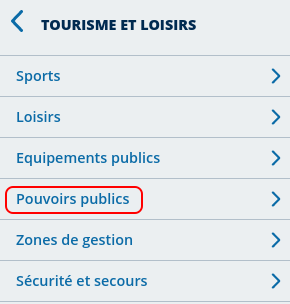 TOURISME ET LOISIRS
Sports
Loisirs
Equipements publics
Pouvoirs publics
Zones de gestion
Sécurité et secours